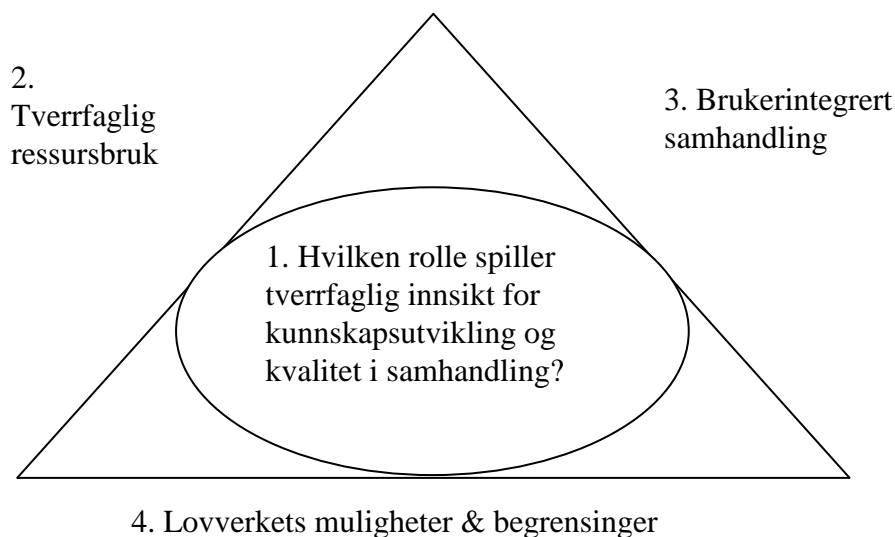 2.
Tverrfaglig
ressursbruk
3. Brukerintegrert
samhandling
1. Hvilken rolle spiller
tverrfaglig innsikt for
kunnskapsutvikling og
kvalitet i samhandling?
4. Lovverkets muligheter & begrensinger